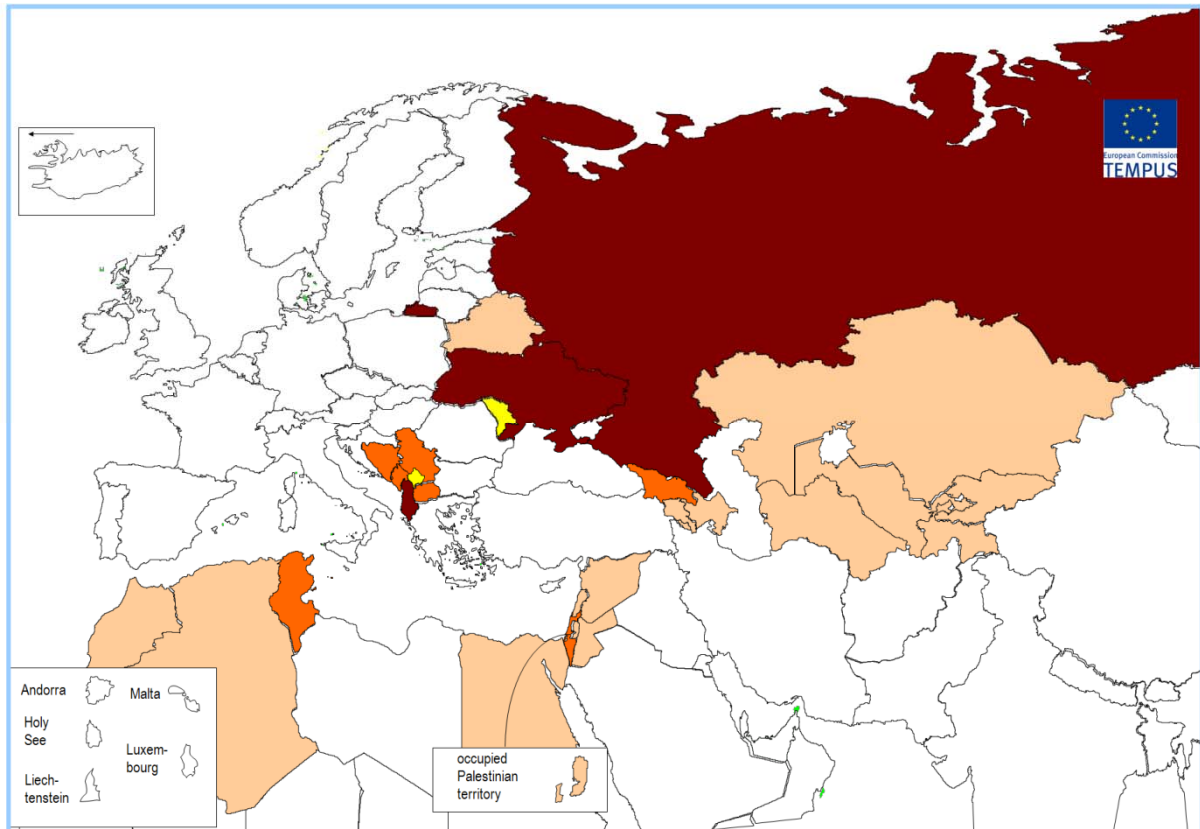 European Commission
TEMPUS
Andorra
Malta
Holy
See
Luxem-
bourg
Liech-
tenstein
occupied
Palestinian
territory